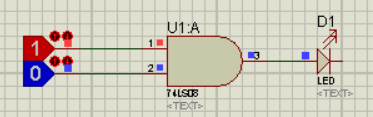 D1
U1:A
1
1
3
0
2
LED
74LS08
<TEXT>
<TEXT>